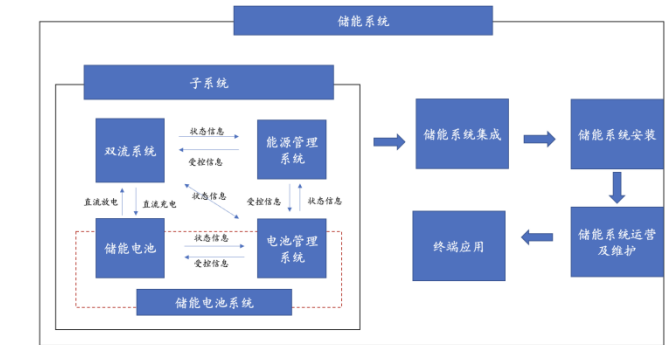 储能系统
子系统
双流系统
状态信息
受控信息
能源管理
系统
直流放电
直流充电
状态信息
受控信息
状态信息
储能电池
状态信息
受控信息
电池管理
系统
储能电池系统
储能系统集成
储能系统安装
终端应用
储能系统运营
及维护